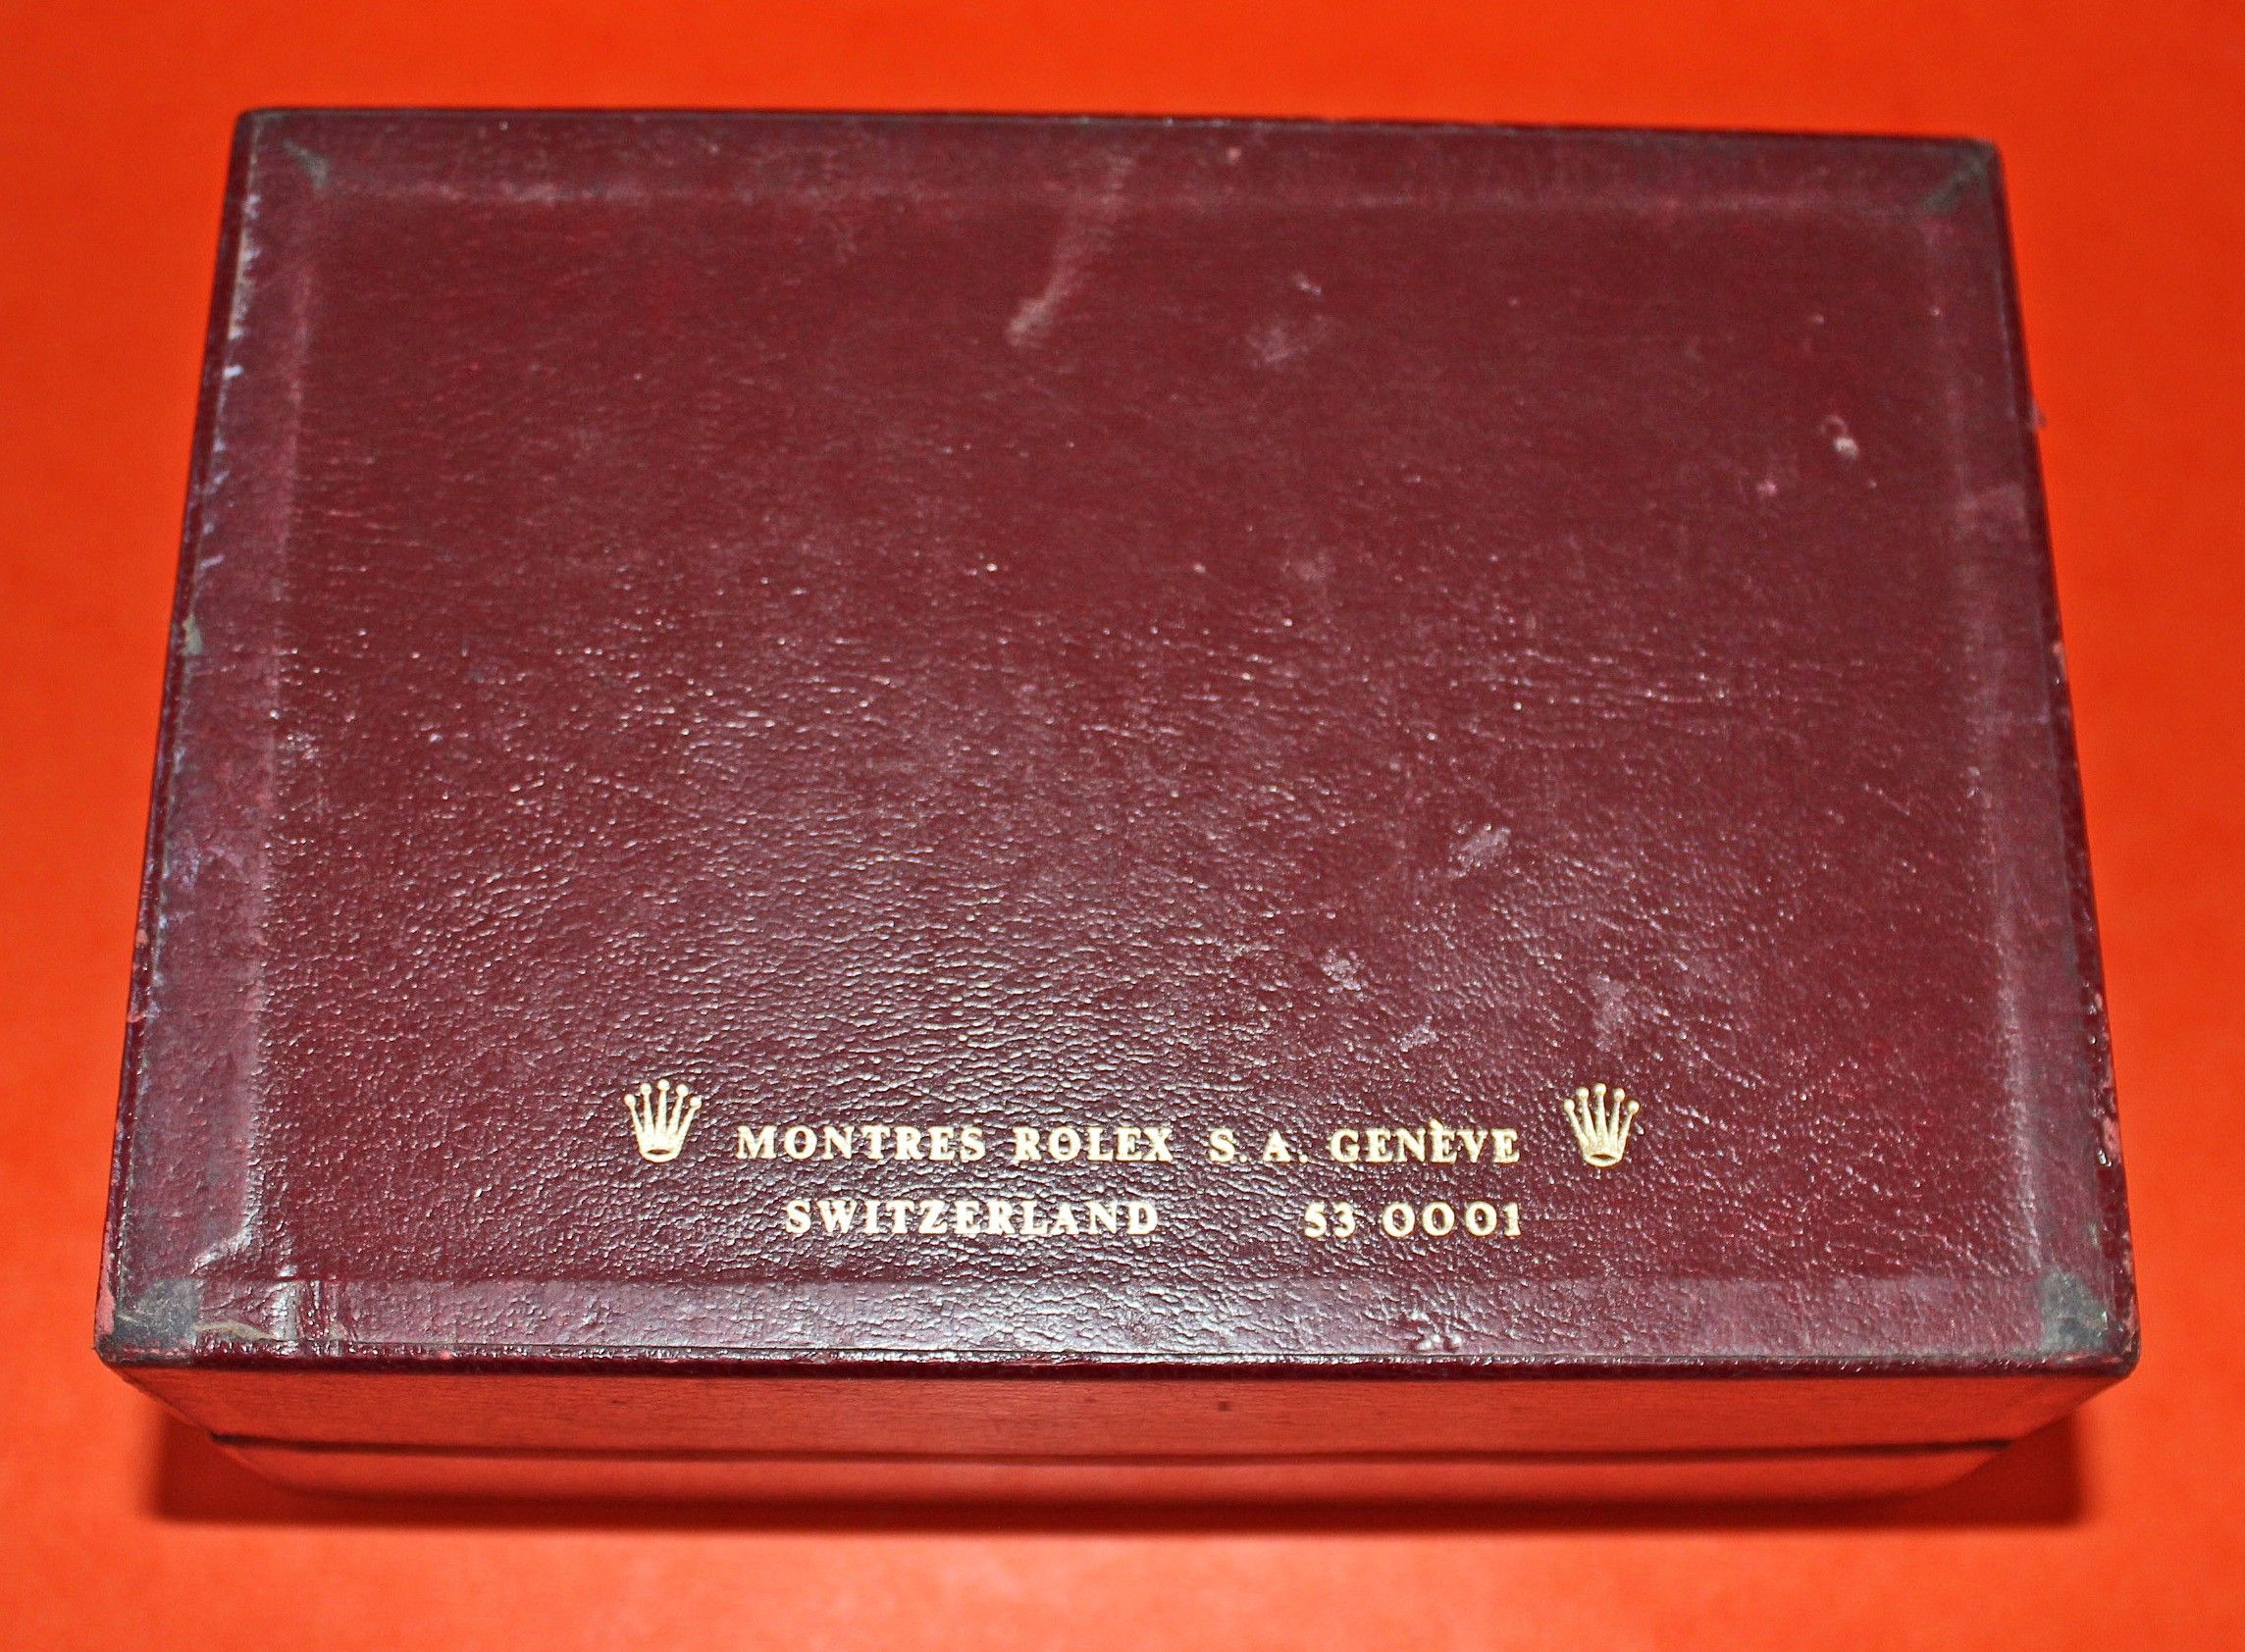 MONTRES ROLEX S. A. GENÈVE
SWITZERLAND 53 0001